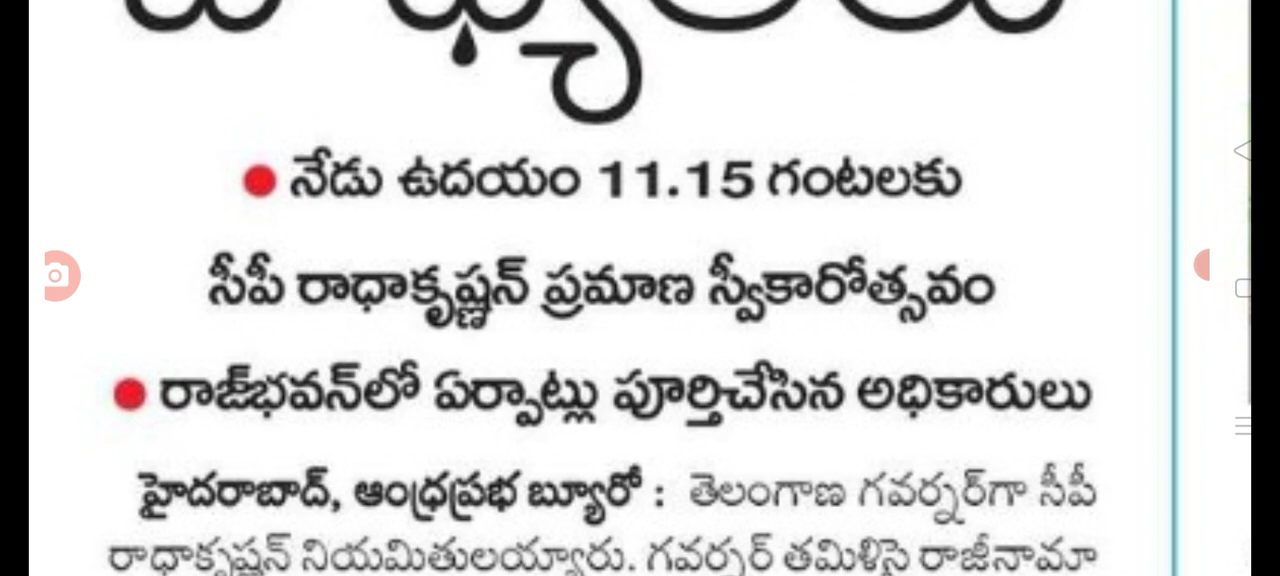 ● నేడు ఉదయం 11.15 గంటలకు
సీపీ రాధాకృష్ణన్ ప్రమాణ స్వీకారోత్సవం
● రాజ్‌భవన్‌లో ఏర్పాట్లు పూర్తిచేసిన అధికారులు
హైదరాబాద్, ఆంధ్రప్రభ బ్యూరో : తెలంగాణ గవర్నర్‌గా సీపీ
రాధాకృష్ణన్ నియమితులయ్యారు. గవర్నర్ తమిళిసై రాజీనామా